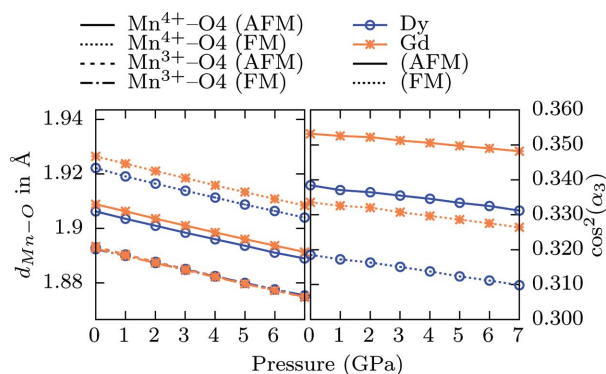 Mn⁴⁺–O4 (AFM)
Mn⁴⁺–O4 (FM)
Mn³⁺–O4 (AFM)
Mn³⁺–O4 (FM)
Dy
Gd
(AFM)
(FM)
d_{Mn−O} in Å
1.94
1.92
1.9
1.88
0.360
0.350
0.340
0.330
0.320
0.310
0.300
cos²(α₃)
0 1 2 3 4 5 6 0 1 2 3 4 5 6 7
Pressure (GPa)